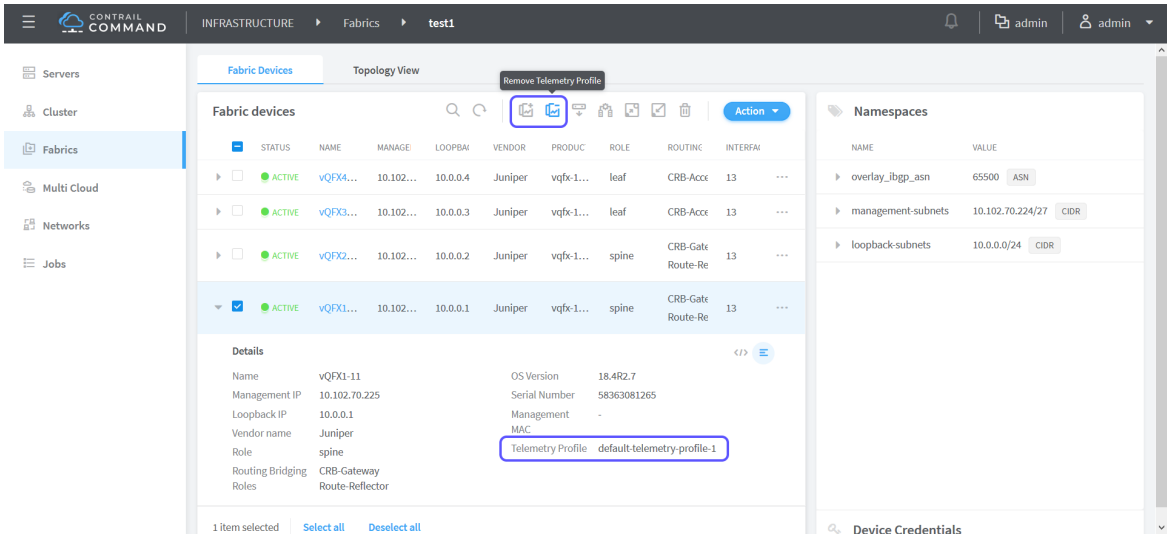 CONTRAIL
COMMAND
INFRASTRUCTURE Fabrics test1
admin admin
Servers
Cluster
Fabrics
Multi Cloud
Networks
Jobs
Fabric Devices Topology View
Remove Telemetry Profile
Fabric devices Action
STATUS NAME MANAGE LOOPBAC VENDOR PRODUC ROLE ROUTING INTERFAC
ACTIVE vQFX4... 10.102... 10.0.0.4 Juniper vqfx-1... leaf CRB-Acce 13 ...
ACTIVE vQFX3... 10.102... 10.0.0.3 Juniper vqfx-1... leaf CRB-Acce 13 ...
ACTIVE vQFX2... 10.102... 10.0.0.2 Juniper vqfx-1... spine CRB-Gate 13 ...
Route-Re
ACTIVE vQFX1... 10.102... 10.0.0.1 Juniper vqfx-1... spine CRB-Gate 13 ...
Route-Re
Details </>
Name vQFX1-11
Management IP 10.102.70.225
Loopback IP 10.0.0.1
Vendor name Juniper
Role spine
Routing Bridging CRB-Gateway
Roles Route-Reflector
OS Version 18.4R2.7
Serial Number 58363081265
Management -
MAC
Telemetry Profile default-telemetry-profile-1
1 item selected Select all Deselect all
Namespaces
NAME VALUE
overlay_ibgp_asn 65500 ASN
management-subnets 10.102.70.224/27 CIDR
loopback-subnets 10.0.0.0/24 CIDR
Device Credentials